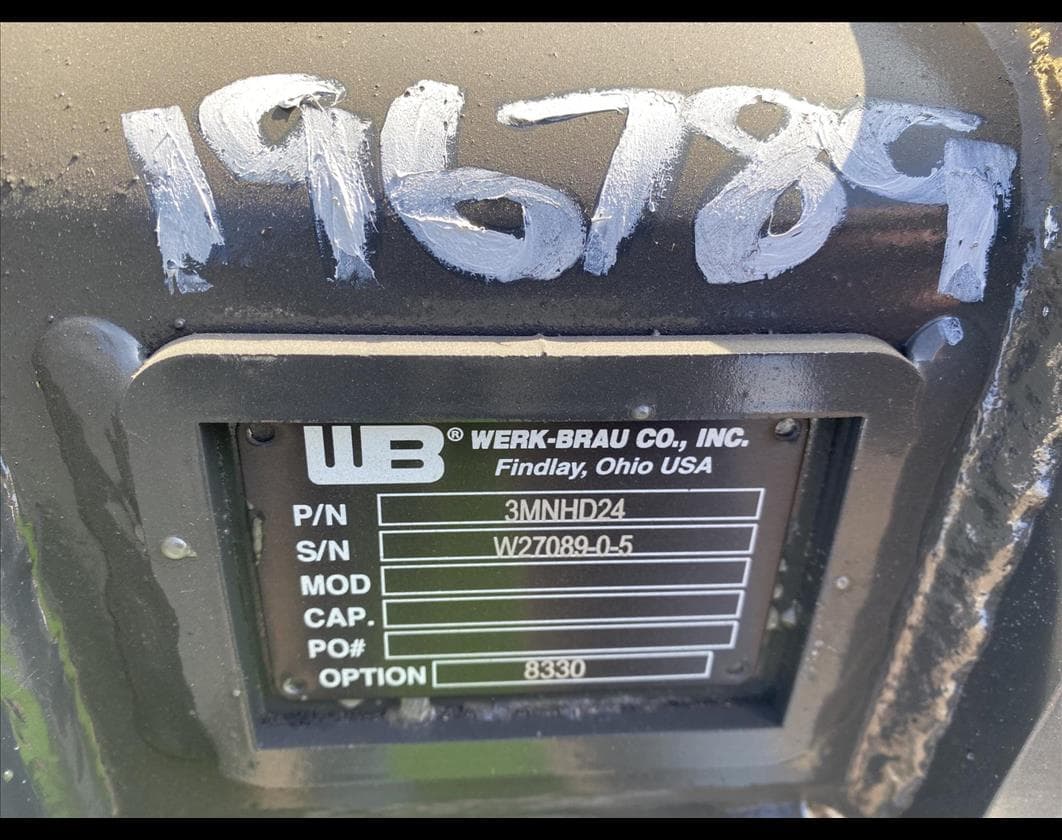 196789
WB® WERK-BRAU CO., INC.
Findlay, Ohio USA
P/N 3MNHD24
S/N W27089-0-5
MOD
CAP.
PO#
OPTION 8330